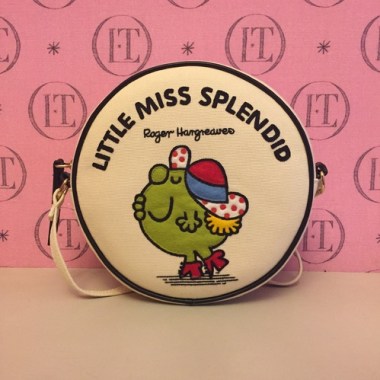 LITTLE MISS SPLENDID
Roger Hargreaves